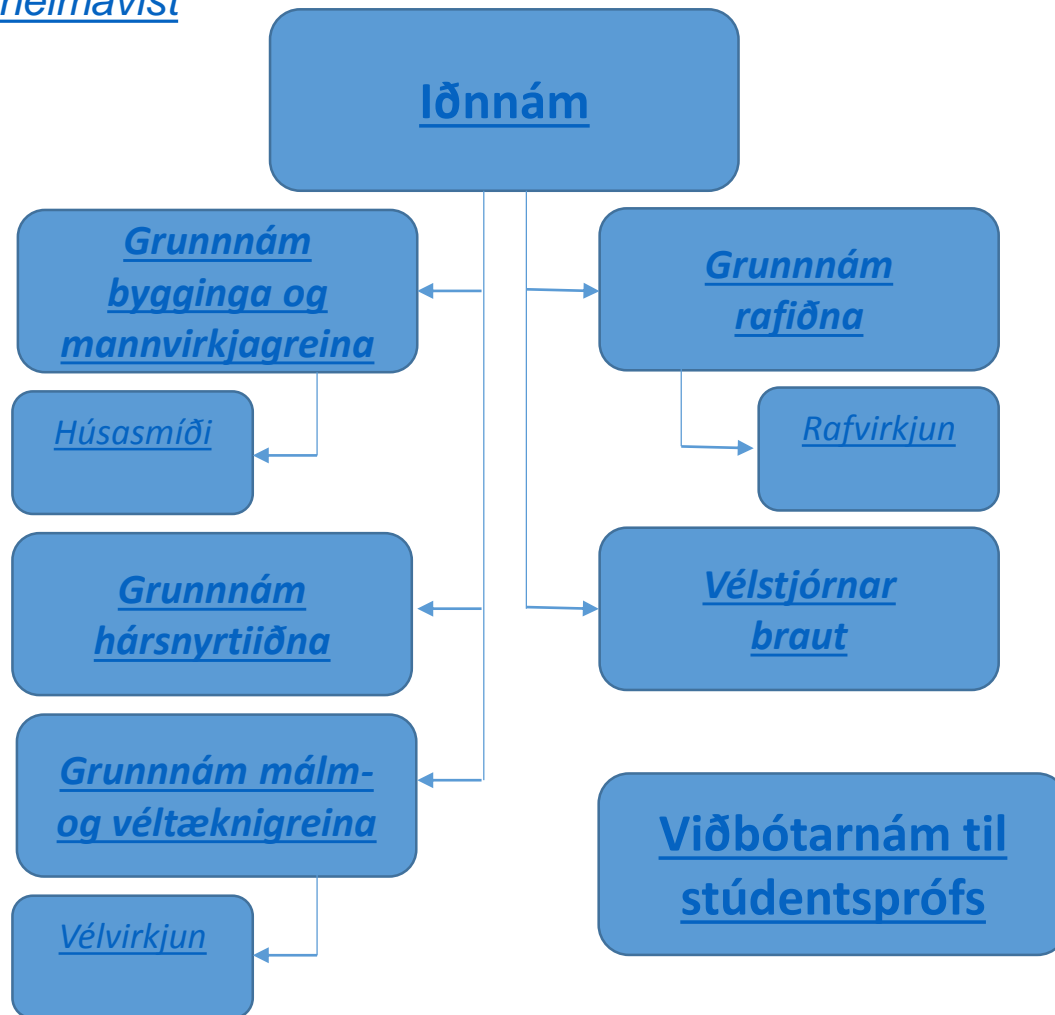 heimavist
Iðnnám
Grunnnám
bygginga og
mannvirkjagreina
Húsasmíði
Grunnnám
hársnyrtiiðna
Grunnnám málm-
og véltæknigreina
Vélvirkjun
Grunnnám
rafiðna
Rafvirkjun
Vélstjórnar
braut
Viðbótarnám til
stúdentsprófs